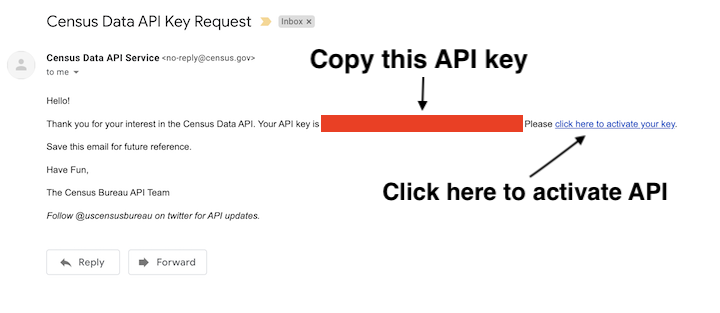 Census Data API Key Request
Inbox x
Copy this API key
Census Data API Service <no-reply@census.gov>
to me
Hello!
Thank you for your interest in the Census Data API. Your API key is Please click here to activate your key.
Save this email for future reference.
Click here to activate API
Have Fun,
The Census Bureau API Team
Follow @uscensusbureau on twitter for API updates.
Reply
Forward